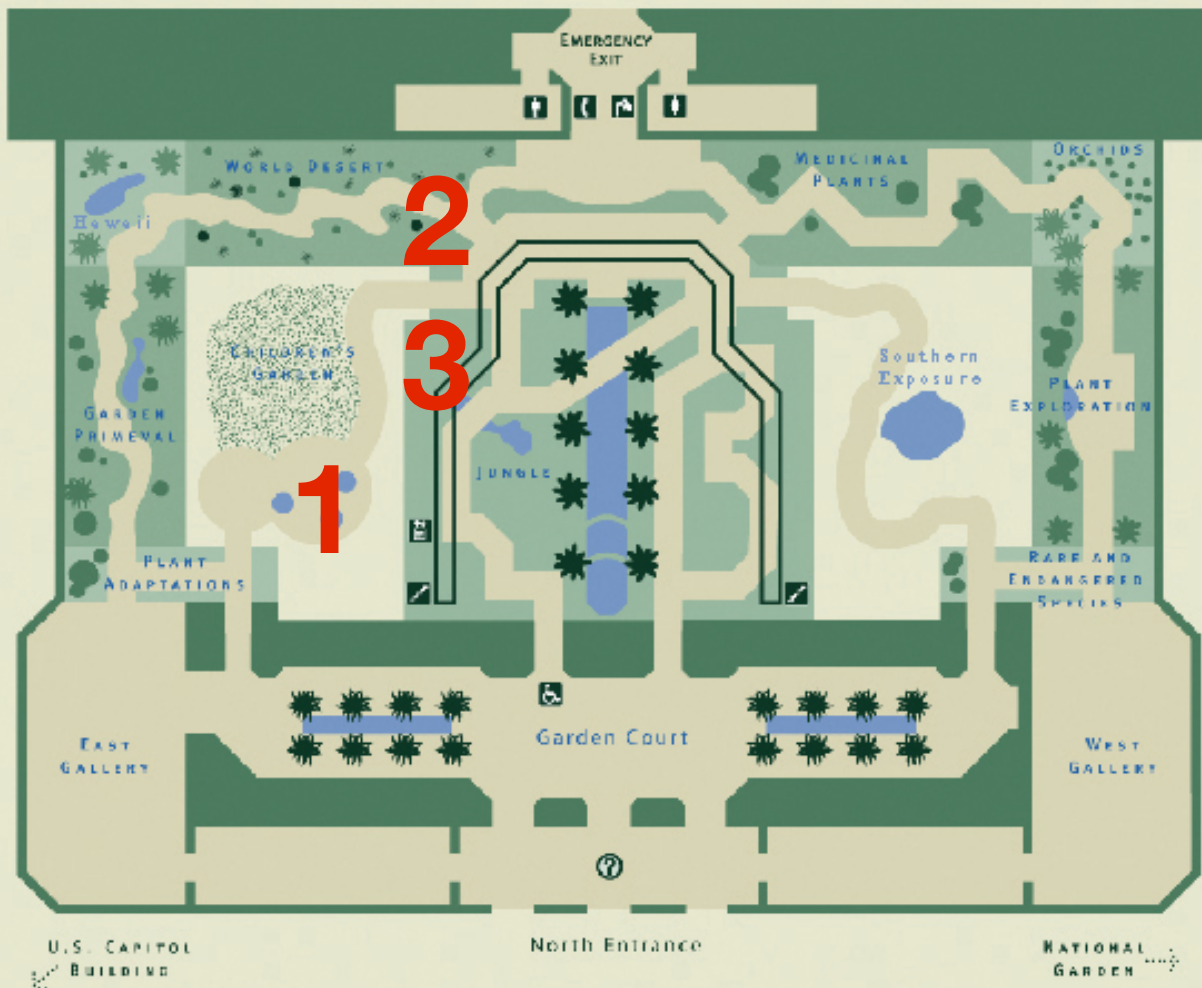 EMERGENCY
EXIT
WORLD DESERT
MEDICINAL
PLANTS
ORCHIDS
Hawaii
2
3
CHILDREN'S
GARDEN
Southern
Exposure
GARDEN
PRIMEVAL
PLANT
EXPLORATION
JUNGLE
1
PLANT
ADAPTATIONS
RARE AND
ENDANGERED
SPECIES
EAST
GALLERY
Garden Court
WEST
GALLERY
?
U.S. CAPITOL
BUILDING
North Entrance
NATIONAL
GARDEN